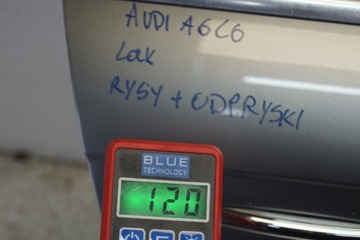 AUDI A6C6
Lak
RYSY + ODPRYSKI
BLUE
TECHNOLOGY
120